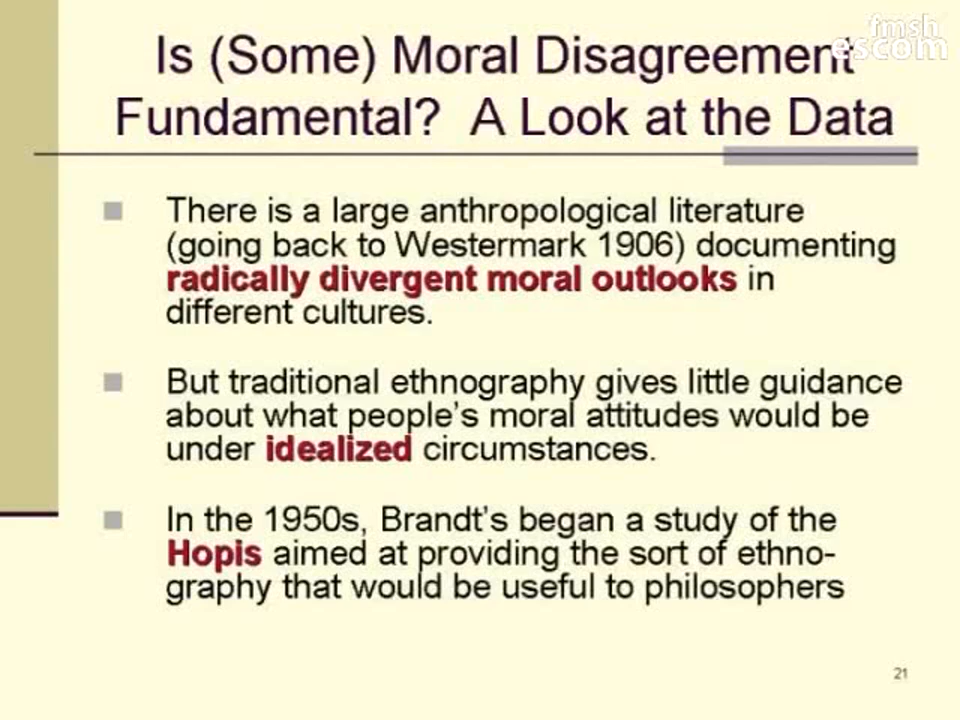 fmsh
escom
Is (Some) Moral Disagreement
Fundamental? A Look at the Data
There is a large anthropological literature
(going back to Westermark 1906) documenting
radically divergent moral outlooks in
different cultures.
But traditional ethnography gives little guidance
about what people's moral attitudes would be
under idealized circumstances.
In the 1950s, Brandt's began a study of the
Hopis aimed at providing the sort of ethno-
graphy that would be useful to philosophers
21